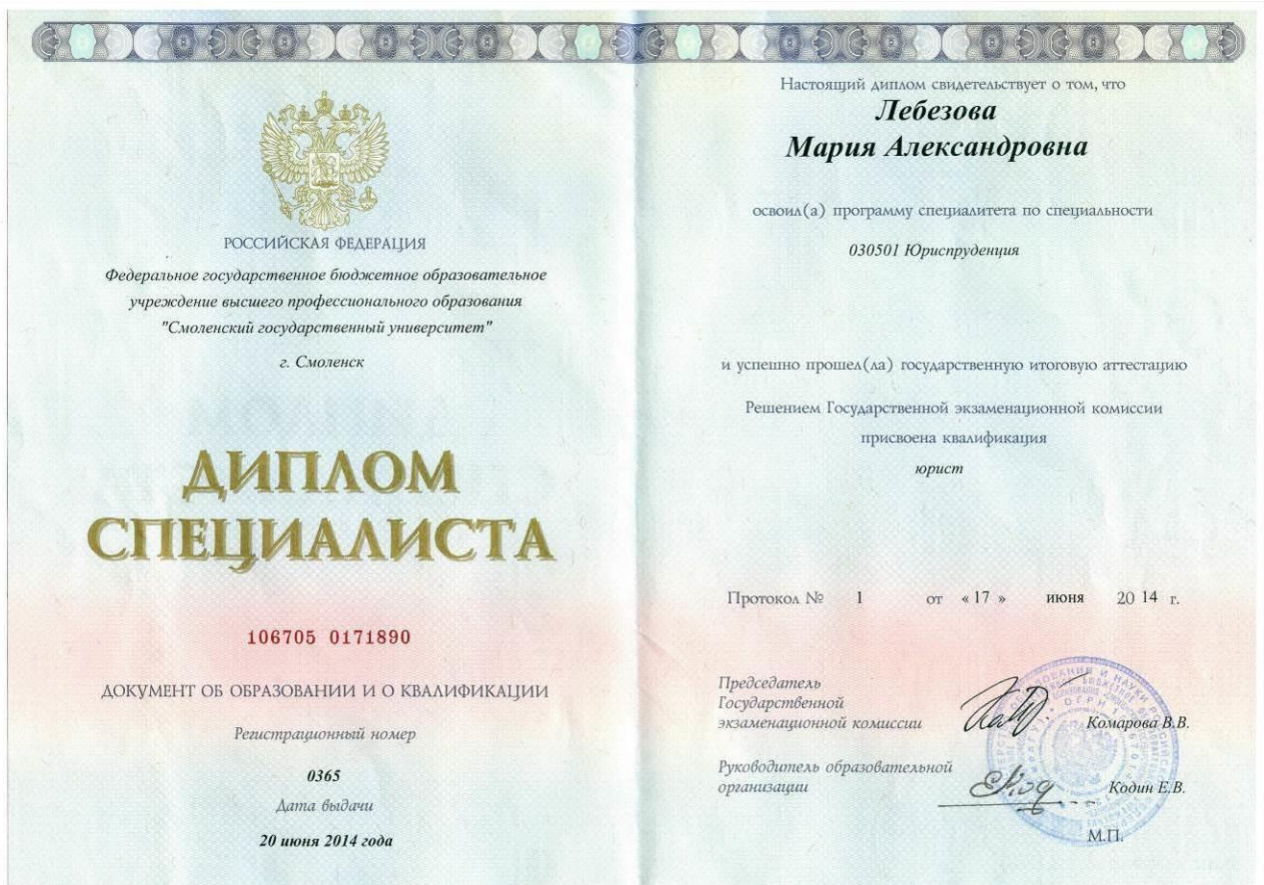 РОССИЙСКАЯ ФЕДЕРАЦИЯ
Федеральное государственное бюджетное образовательное
учреждение высшего профессионального образования
"Смоленский государственный университет"
г. Смоленск
ДИПЛОМ
СПЕЦИАЛИСТА
106705 0171890
ДОКУМЕНТ ОБ ОБРАЗОВАНИИ И О КВАЛИФИКАЦИИ
Регистрационный номер
0365
Дата выдачи
20 июня 2014 года
Настоящий диплом свидетельствует о том, что
Лебезова
Мария Александровна
освоил(а) программу специалитета по специальности
030501 Юриспруденция
и успешно прошел(ла) государственную итоговую аттестацию
Решением Государственной экзаменационной комиссии
присвоена квалификация
юрист
Протокол № 1 от «17» июня 2014 г.
Председатель
Государственной
экзаменационной комиссии
Комарова В.В.
Руководитель образовательной
организации
Кодин Е.В.
М.П.